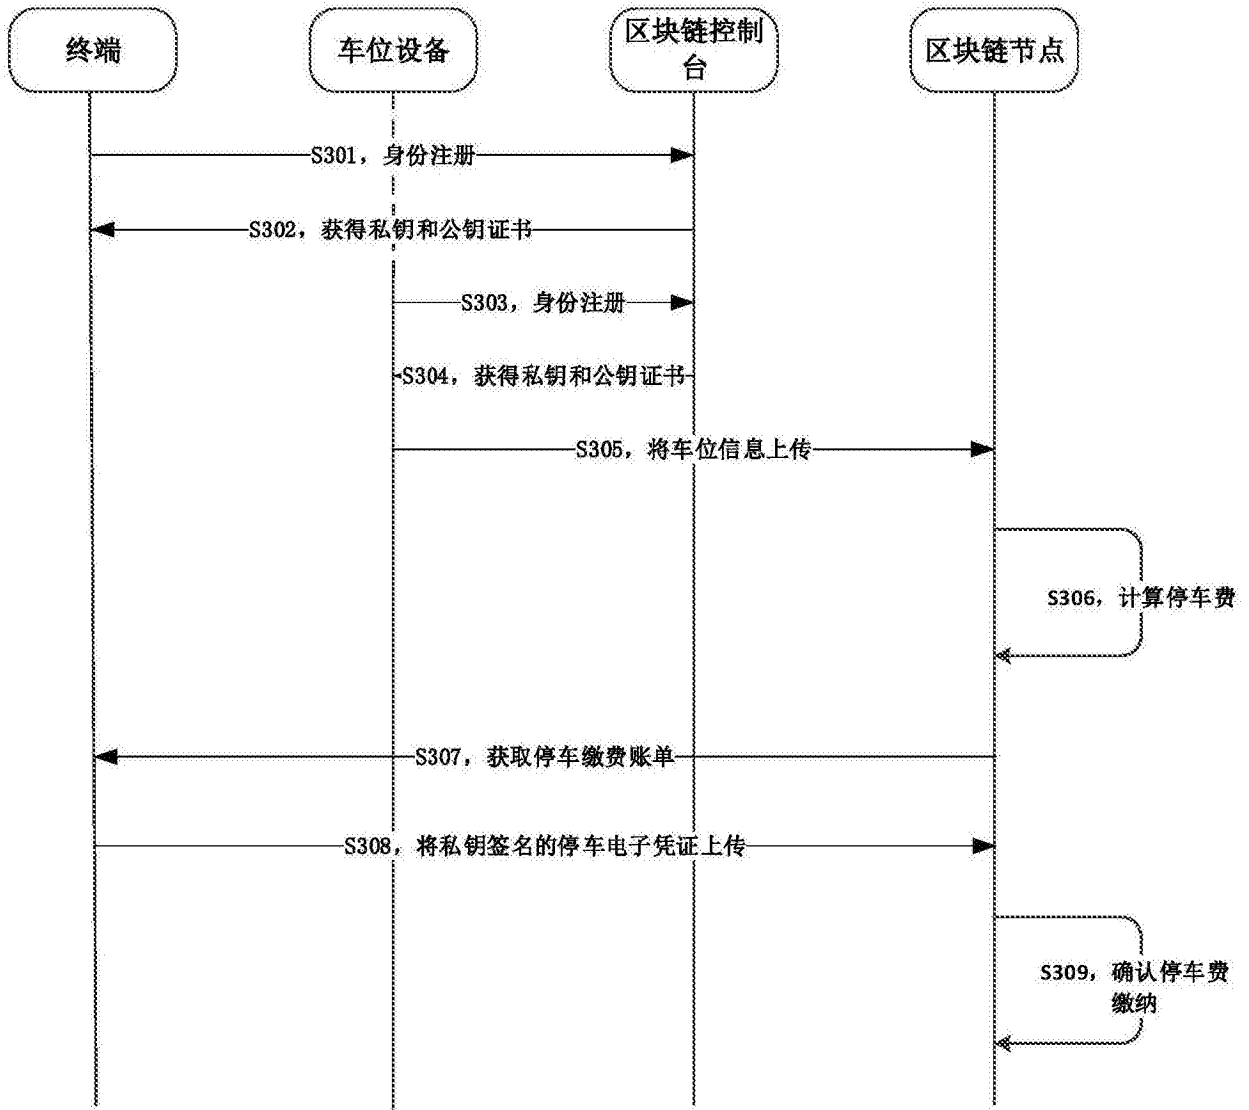 终端
车位设备
区块链控制
台
区块链节点
S301，身份注册
S302，获得私钥和公钥证书
S303，身份注册
S304，获得私钥和公钥证书
S305，将车位信息上传
S306，计算停车费
S307，获取停车缴费账单
S308，将私钥签名的停车电子凭证上传
S309，确认停车费
缴纳